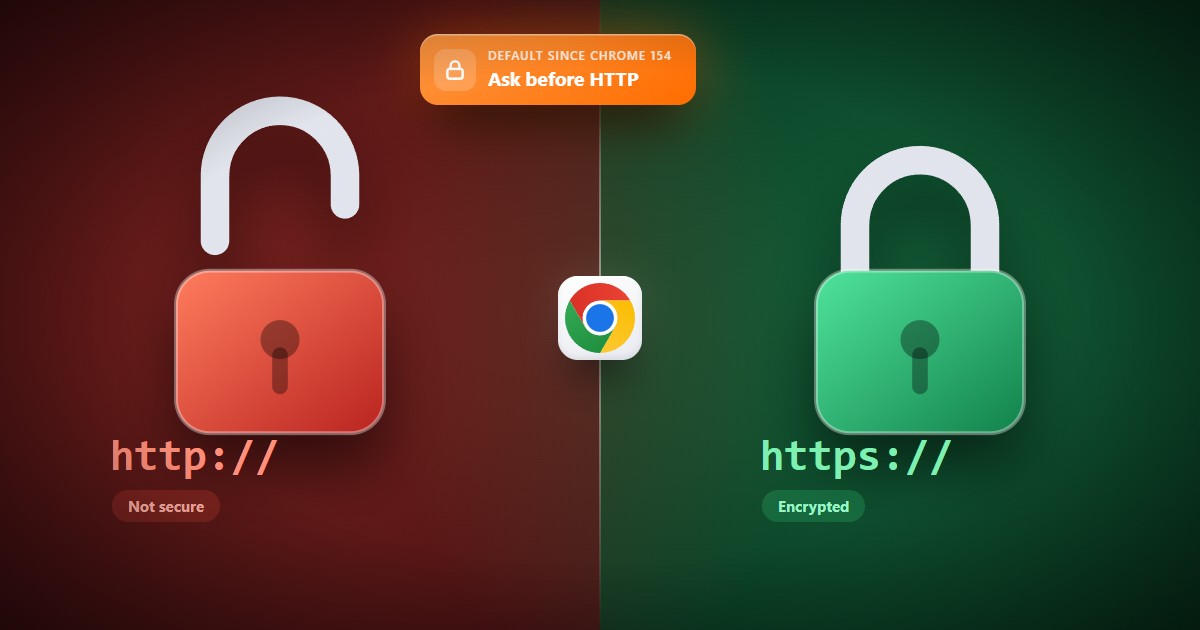 DEFAULT SINCE CHROME 154
Ask before HTTP
http://
Not secure
https://
Encrypted